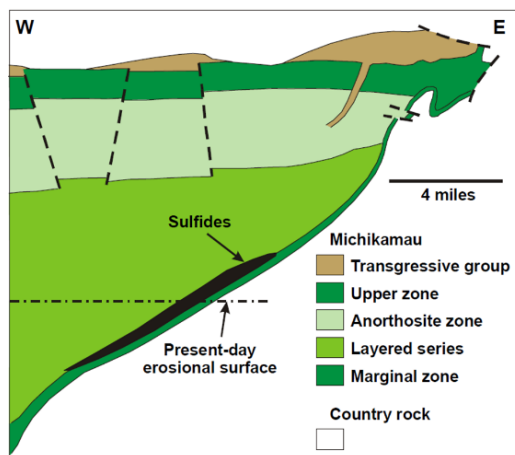 W
E
4 miles
Sulfides
Present-day
erosional surface
Michikamau
Transgressive group
Upper zone
Anorthosite zone
Layered series
Marginal zone
Country rock